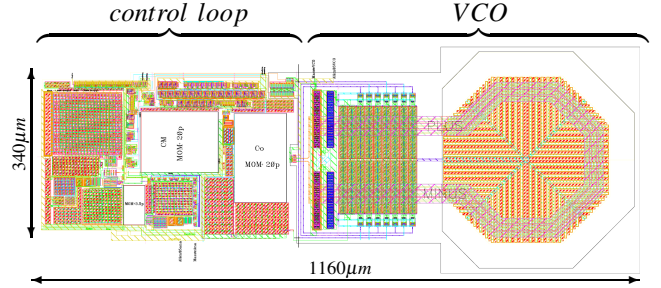 control loop
VCO
340μm
CM
MOM-20p
Co
MOM-20p
1160μm